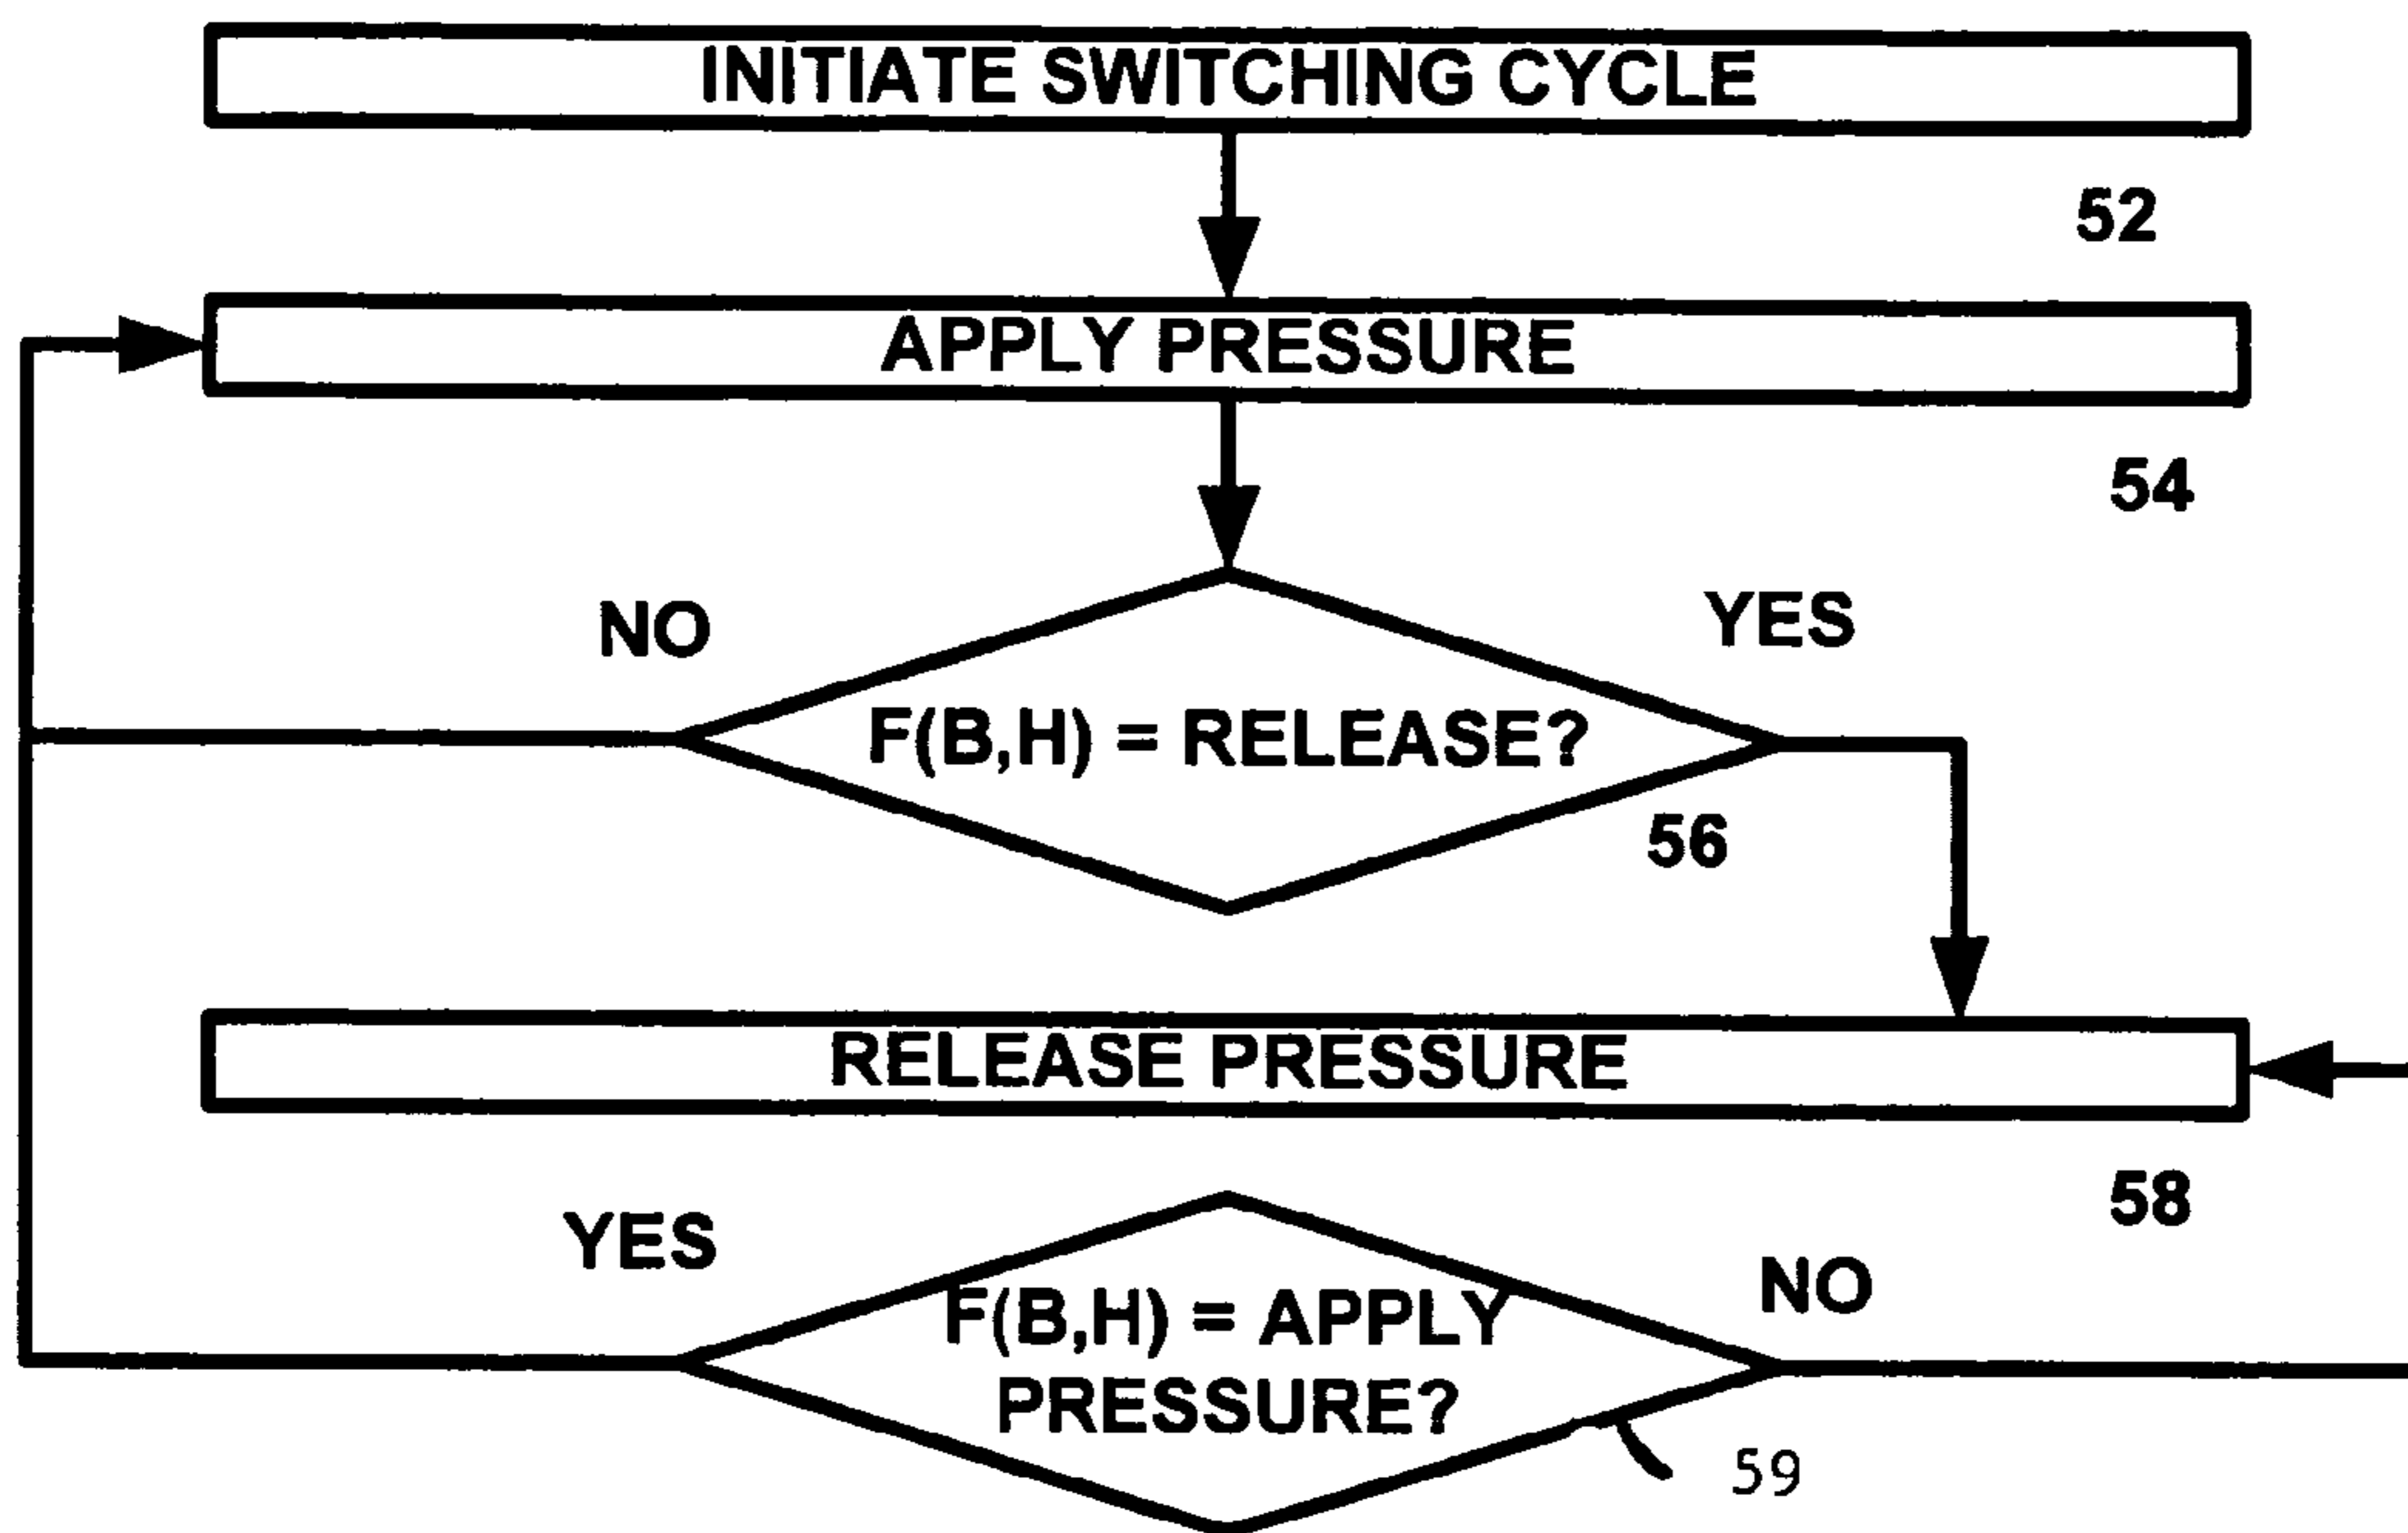 INITIATE SWITCHING CYCLE
52
APPLY PRESSURE
54
NO
YES
F(B,H) = RELEASE?
56
RELEASE PRESSURE
58
YES
NO
F(B,H) = APPLY
PRESSURE?
59